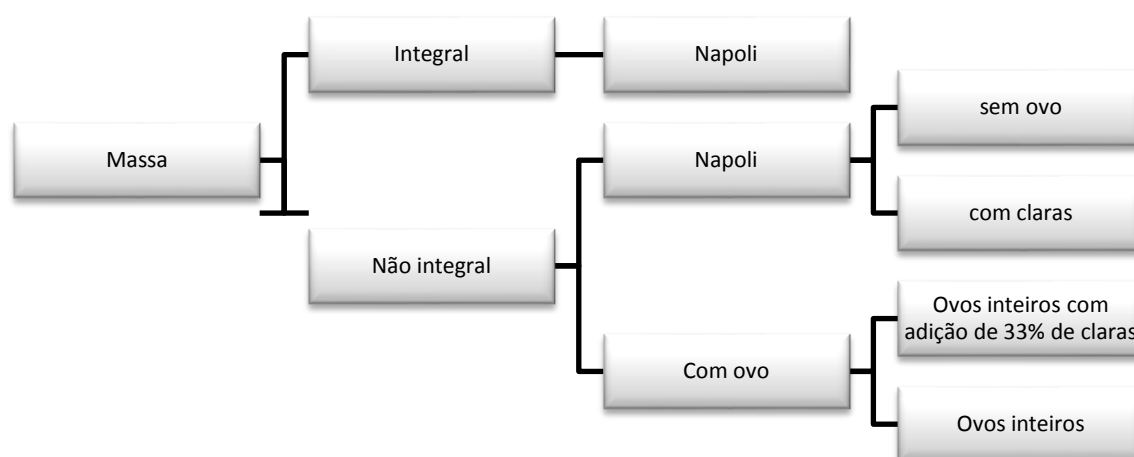 Integral
Napoli
Massa
Napoli
sem ovo
com claras
Não integral
Com ovo
Ovos inteiros com
adição de 33% de claras
Ovos inteiros